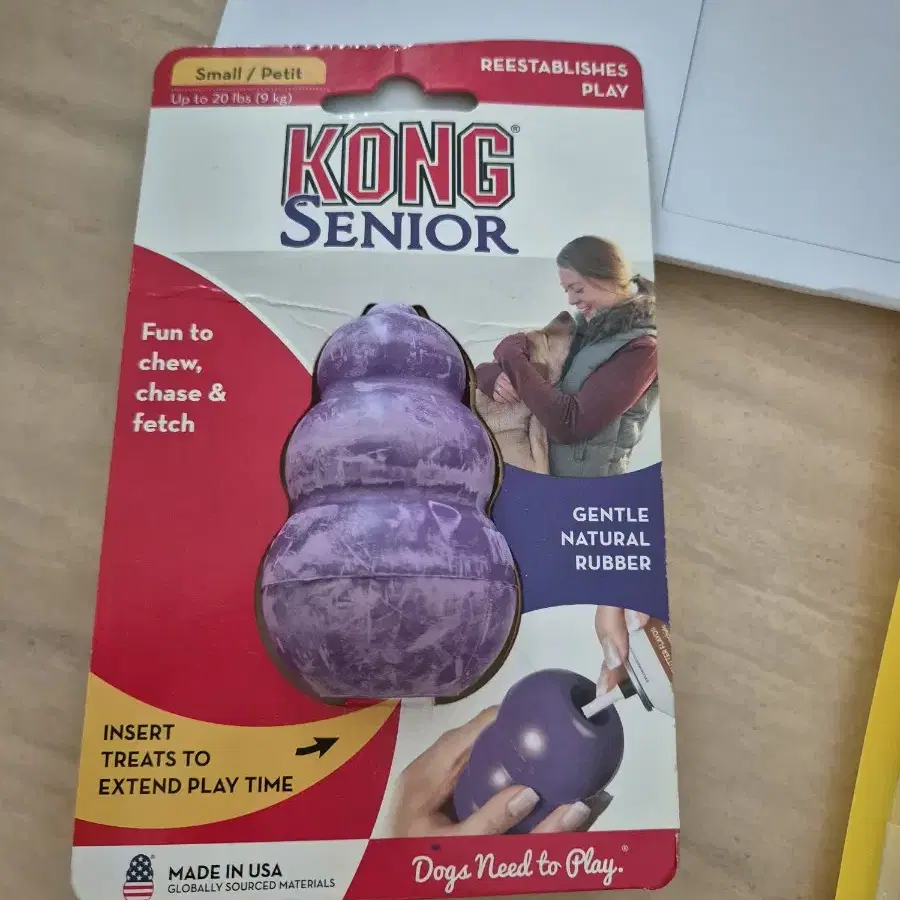 Small / Petit
Up to 20 lbs (9 kg)
REESTABLISHES
PLAY
KONG®
SENIOR
Fun to
chew,
chase &
fetch
GENTLE
NATURAL
RUBBER
INSERT
TREATS TO
EXTEND PLAY TIME
MADE IN USA
GLOBALLY SOURCED MATERIALS
Dogs Need to Play.®